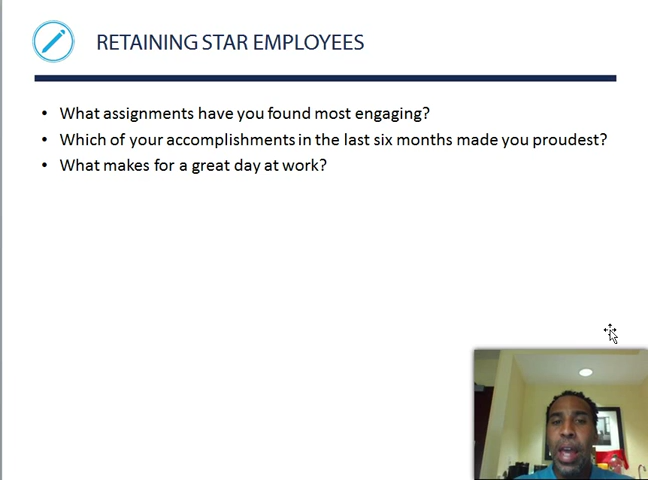 RETAINING STAR EMPLOYEES
• What assignments have you found most engaging?
• Which of your accomplishments in the last six months made you proudest?
• What makes for a great day at work?